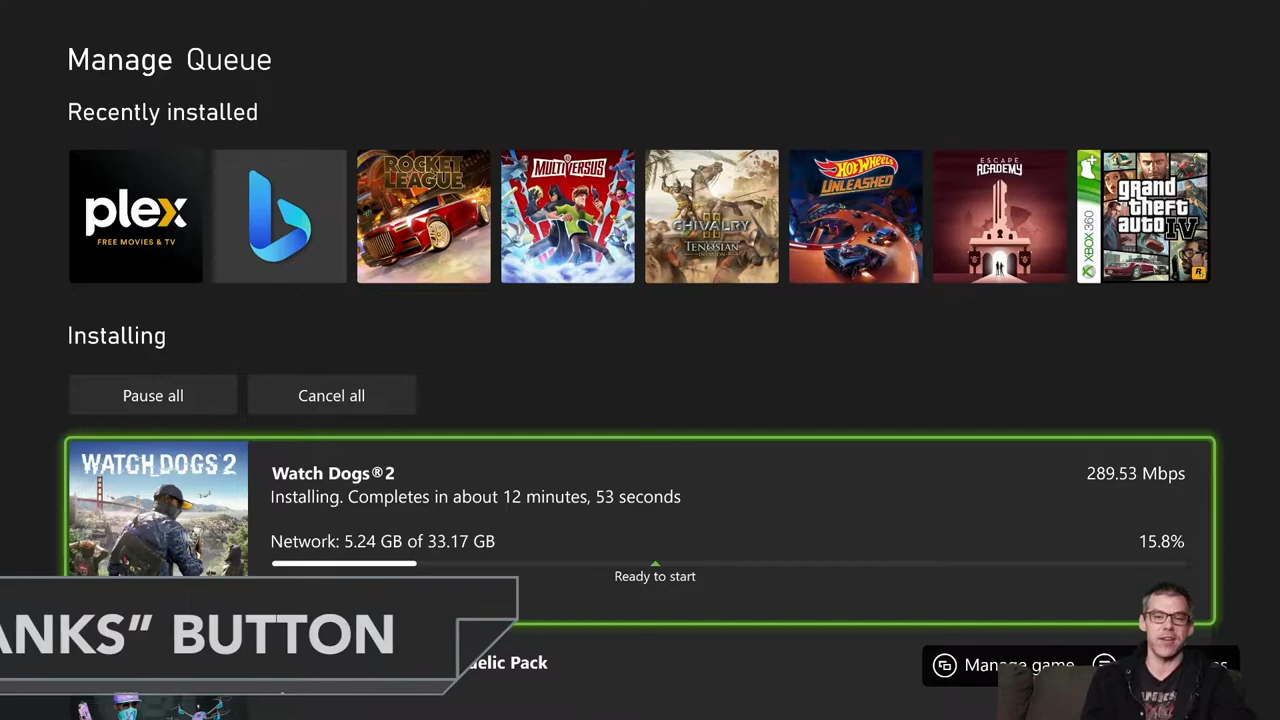 Manage Queue
Recently installed
plex
FREE MOVIES & TV
ROCKET
LEAGUE
MULTIVERSUS
CHIVALRY
II
TENOSIAN
INVASION
HOT WHEELS
UNLEASHED
ESCAPE
ACADEMY
XBOX 360
grand
theft
auto IV
R
Installing
Pause all
Cancel all
WATCH DOGS 2
Watch Dogs®2
289.53 Mbps
Installing. Completes in about 12 minutes, 53 seconds
Network: 5.24 GB of 33.17 GB
15.8%
Ready to start
ANKS” BUTTON
delic Pack
Manage game